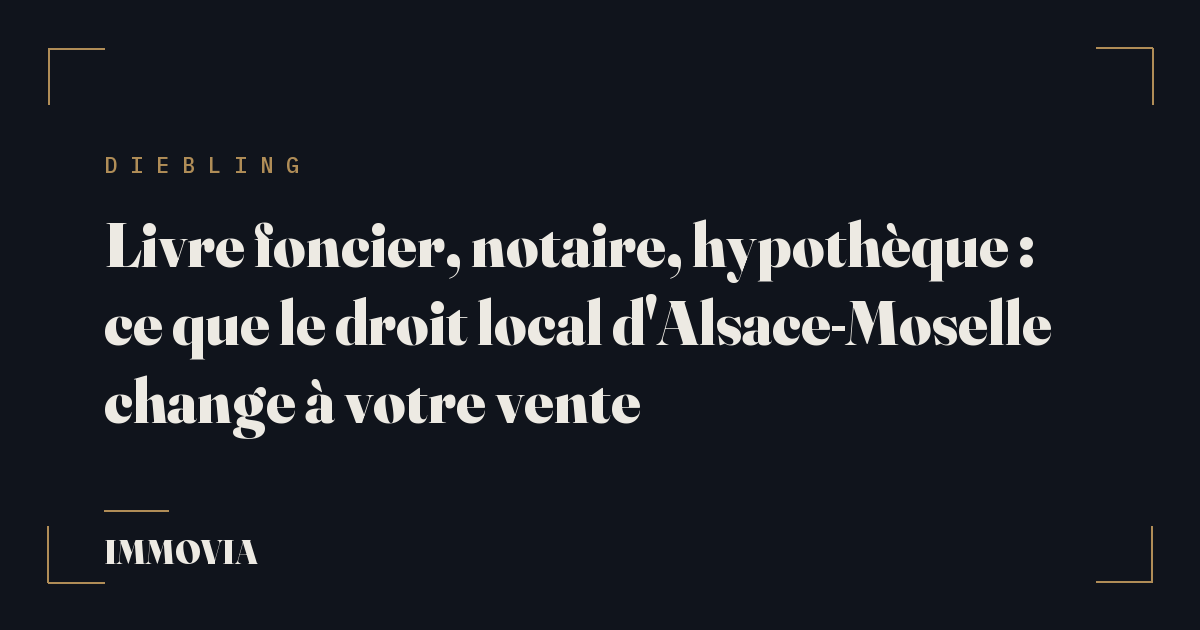 DIEBLING
Livre foncier, notaire, hypothèque :
ce que le droit local d'Alsace-Moselle
change à votre vente
IMMOVIA